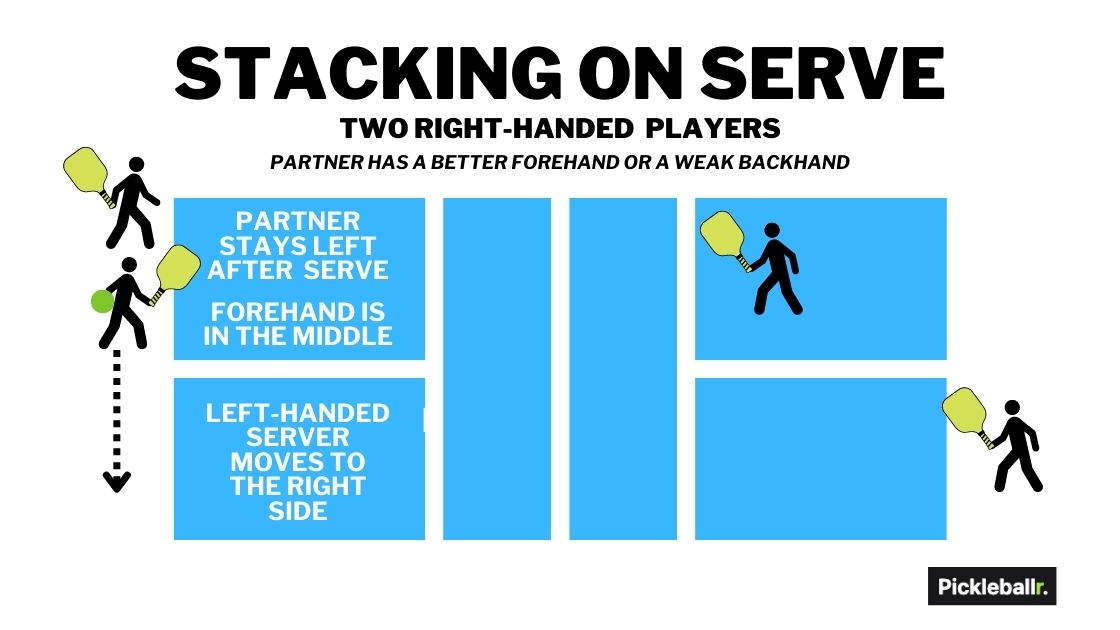 STACKING ON SERVE
TWO RIGHT-HANDED PLAYERS
PARTNER HAS A BETTER FOREHAND OR A WEAK BACKHAND
PARTNER
STAYS LEFT
AFTER SERVE
FOREHAND IS
IN THE MIDDLE
LEFT-HANDED
SERVER
MOVES TO
THE RIGHT
SIDE
Pickleballr.